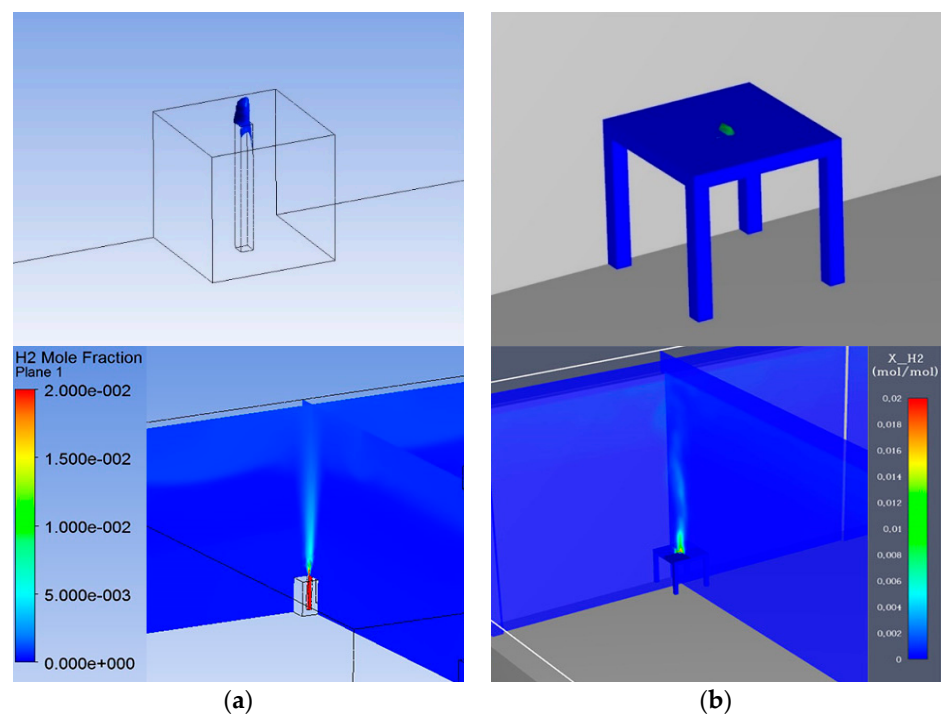 H2 Mole Fraction
Plane 1
2.000e-002
1.500e-002
1.000e-002
5.000e-003
0.000e+000
X_H2
(mol/mol)
0,02
0,018
0,016
0,014
0,012
0,01
0,008
0,006
0,004
0,002
0
(a)
(b)